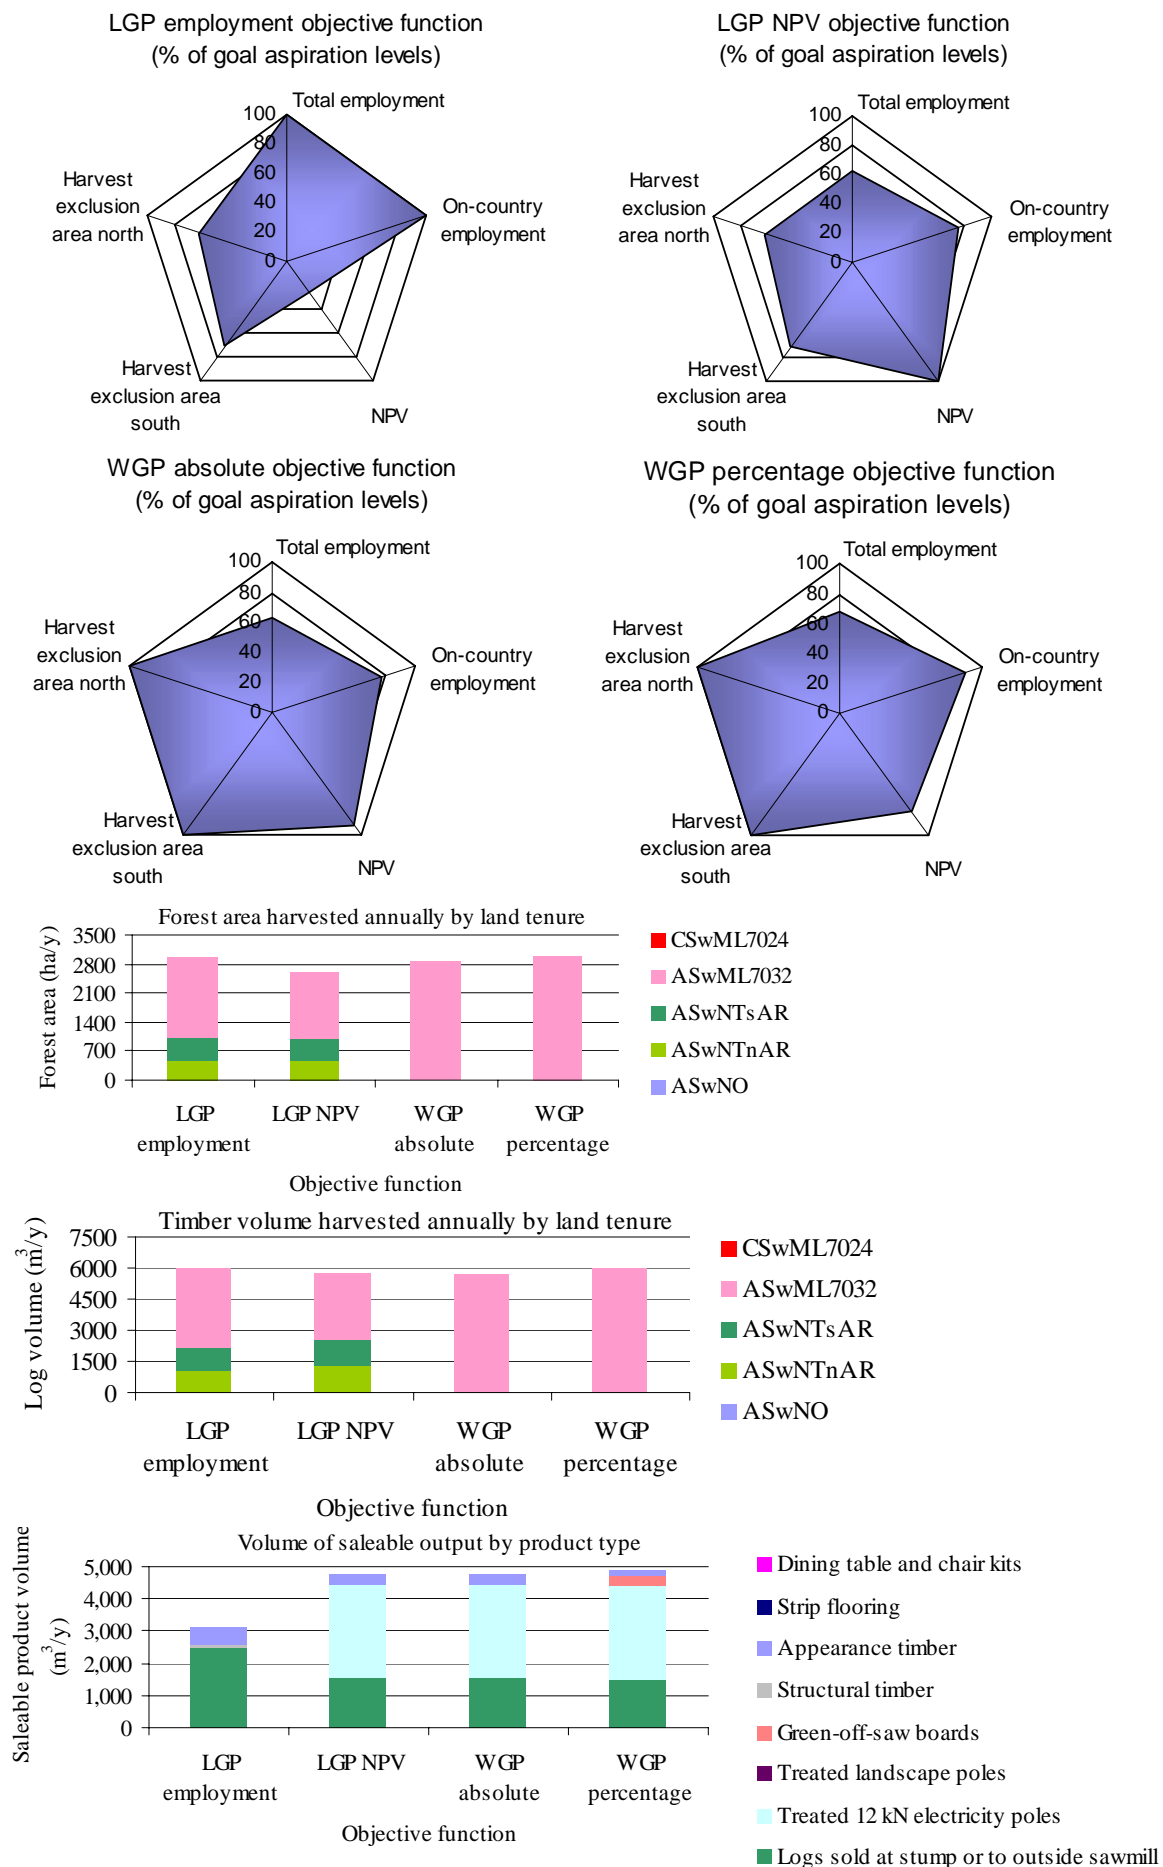 LGP employment objective function
(% of goal aspiration levels)
Total employment
100
80
60
40
20
0
Harvest
exclusion
area north
On-country
employment
Harvest
exclusion area
south
NPV
LGP NPV objective function
(% of goal aspiration levels)
Total employment
100
80
60
40
20
0
Harvest
exclusion
area north
On-country
employment
Harvest
exclusion area
south
NPV
WGP absolute objective function
(% of goal aspiration levels)
Total employment
100
80
60
40
20
0
Harvest
exclusion
area north
On-country
employment
Harvest
exclusion area
south
NPV
WGP percentage objective function
(% of goal aspiration levels)
Total employment
100
80
60
40
20
0
Harvest
exclusion
area north
On-country
employment
Harvest
exclusion area
south
NPV
Forest area harvested annually by land tenure
Forest area (ha/y)
3500
2800
2100
1400
700
0
LGP
employment
LGP NPV
WGP
absolute
WGP
percentage
Objective function
CSwML7024
ASwML7032
ASwNTsAR
ASwNTnAR
ASwNO
Timber volume harvested annually by land tenure
Log volume (m³/y)
7500
6000
4500
3000
1500
0
LGP
employment
LGP NPV
WGP
absolute
WGP
percentage
Objective function
CSwML7024
ASwML7032
ASwNTsAR
ASwNTnAR
ASwNO
Volume of saleable output by product type
Saleable product volume
(m³/y)
5,000
4,000
3,000
2,000
1,000
0
LGP
employment
LGP NPV
WGP
absolute
WGP
percentage
Objective function
Dining table and chair kits
Strip flooring
Appearance timber
Structural timber
Green-off-saw boards
Treated landscape poles
Treated 12 kN electricity poles
Logs sold at stump or to outside sawmill